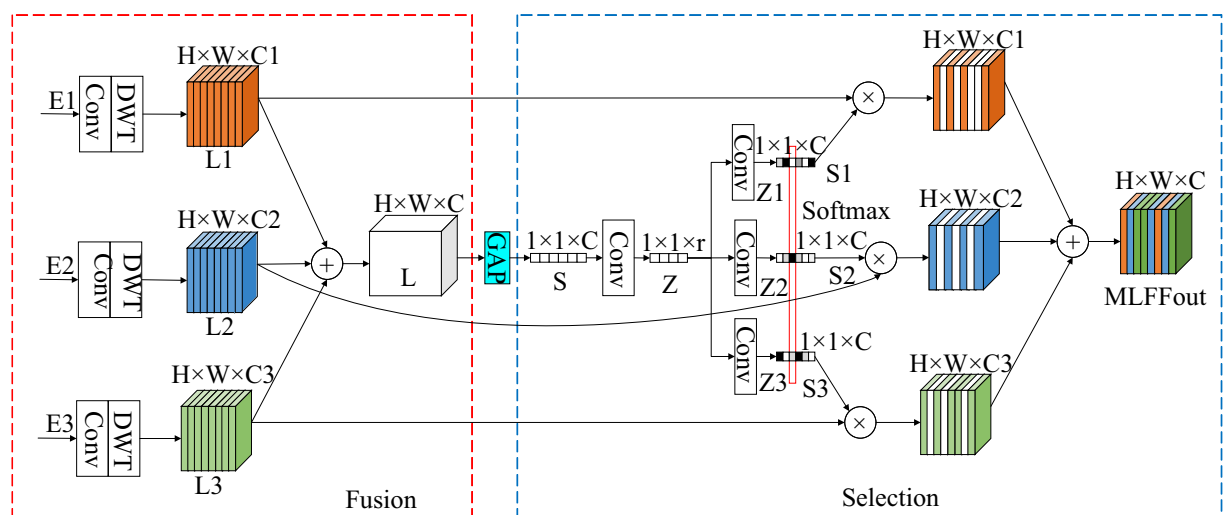 E1
Conv
DWT
H×W×C1
L1
E2
Conv
DWT
H×W×C2
L2
E3
Conv
DWT
H×W×C3
L3
+
H×W×C
L
Fusion
GAP
1×1×C
S
Conv
1×1×r
Z
Conv
Z1
1×1×C
S1
Softmax
Conv
Z2
1×1×C
S2
Conv
Z3
1×1×C
S3
×
×
×
H×W×C1
H×W×C2
H×W×C3
+
H×W×C
MLFFout
Selection